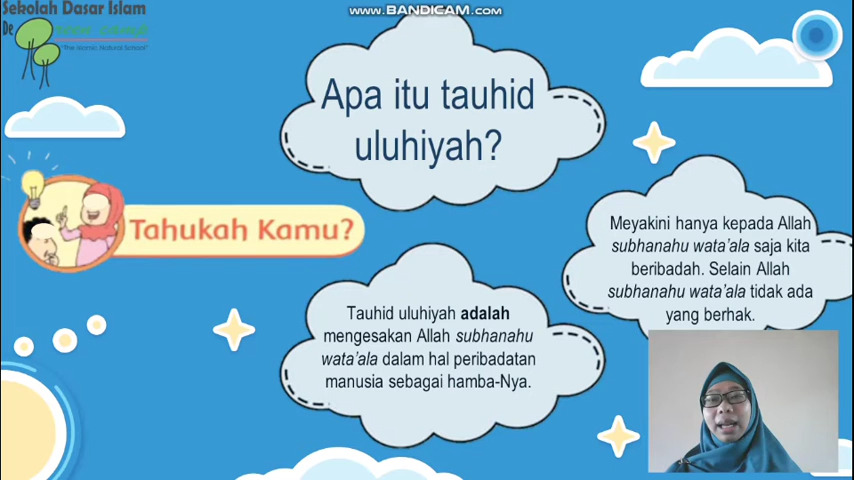 Sekolah Dasar Islam
De
"The Islamic Natural School"
www.BANDICAM.com
Apa itu tauhid
uluhiyah?
Tahukah Kamu?
Meyakini hanya kepada Allah
subhanahu wata'ala saja kita
beribadah. Selain Allah
subhanahu wata'ala tidak ada
yang berhak.
Tauhid uluhiyah adalah
mengesakan Allah subhanahu
wata'ala dalam hal peribadatan
manusia sebagai hamba-Nya.